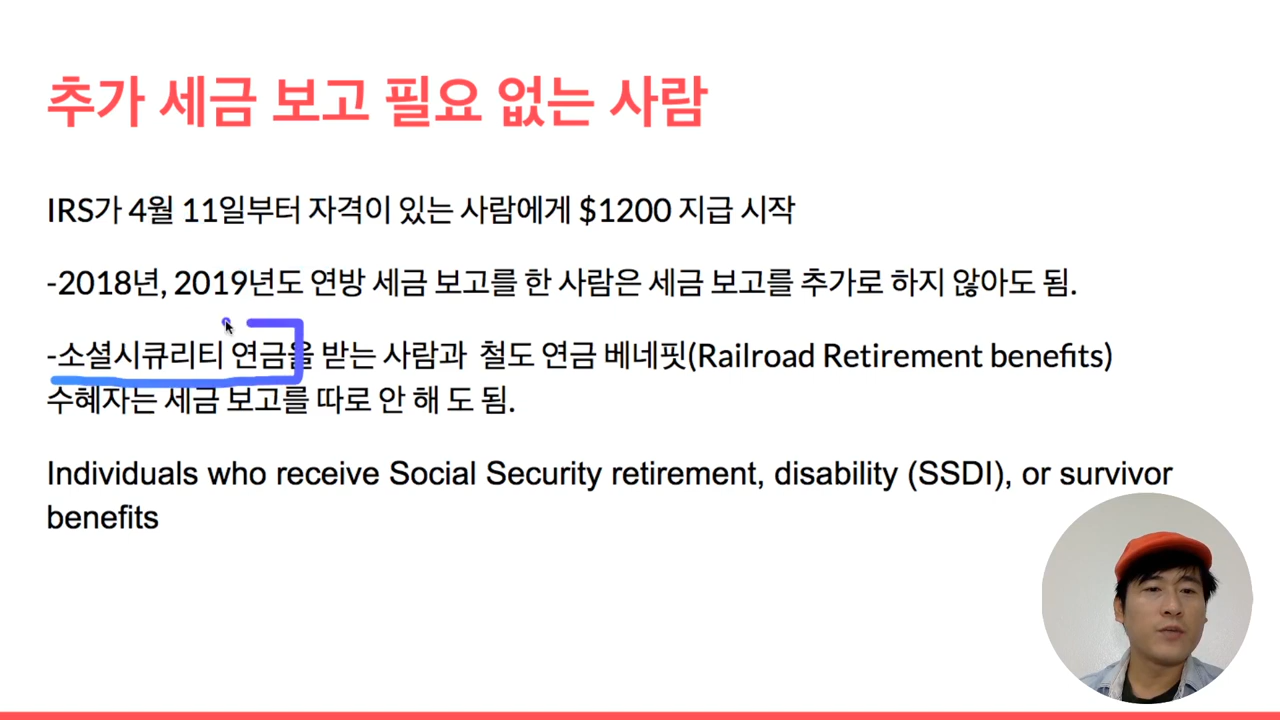 추가 세금 보고 필요 없는 사람
IRS가 4월 11일부터 자격이 있는 사람에게 $1200 지급 시작
-2018년, 2019년도 연방 세금 보고를 한 사람은 세금 보고를 추가로 하지 않아도 됨.
-소셜시큐리티 연금을 받는 사람과 철도 연금 베네핏(Railroad Retirement benefits)
수혜자는 세금 보고를 따로 안 해 도 됨.
Individuals who receive Social Security retirement, disability (SSDI), or survivor
benefits